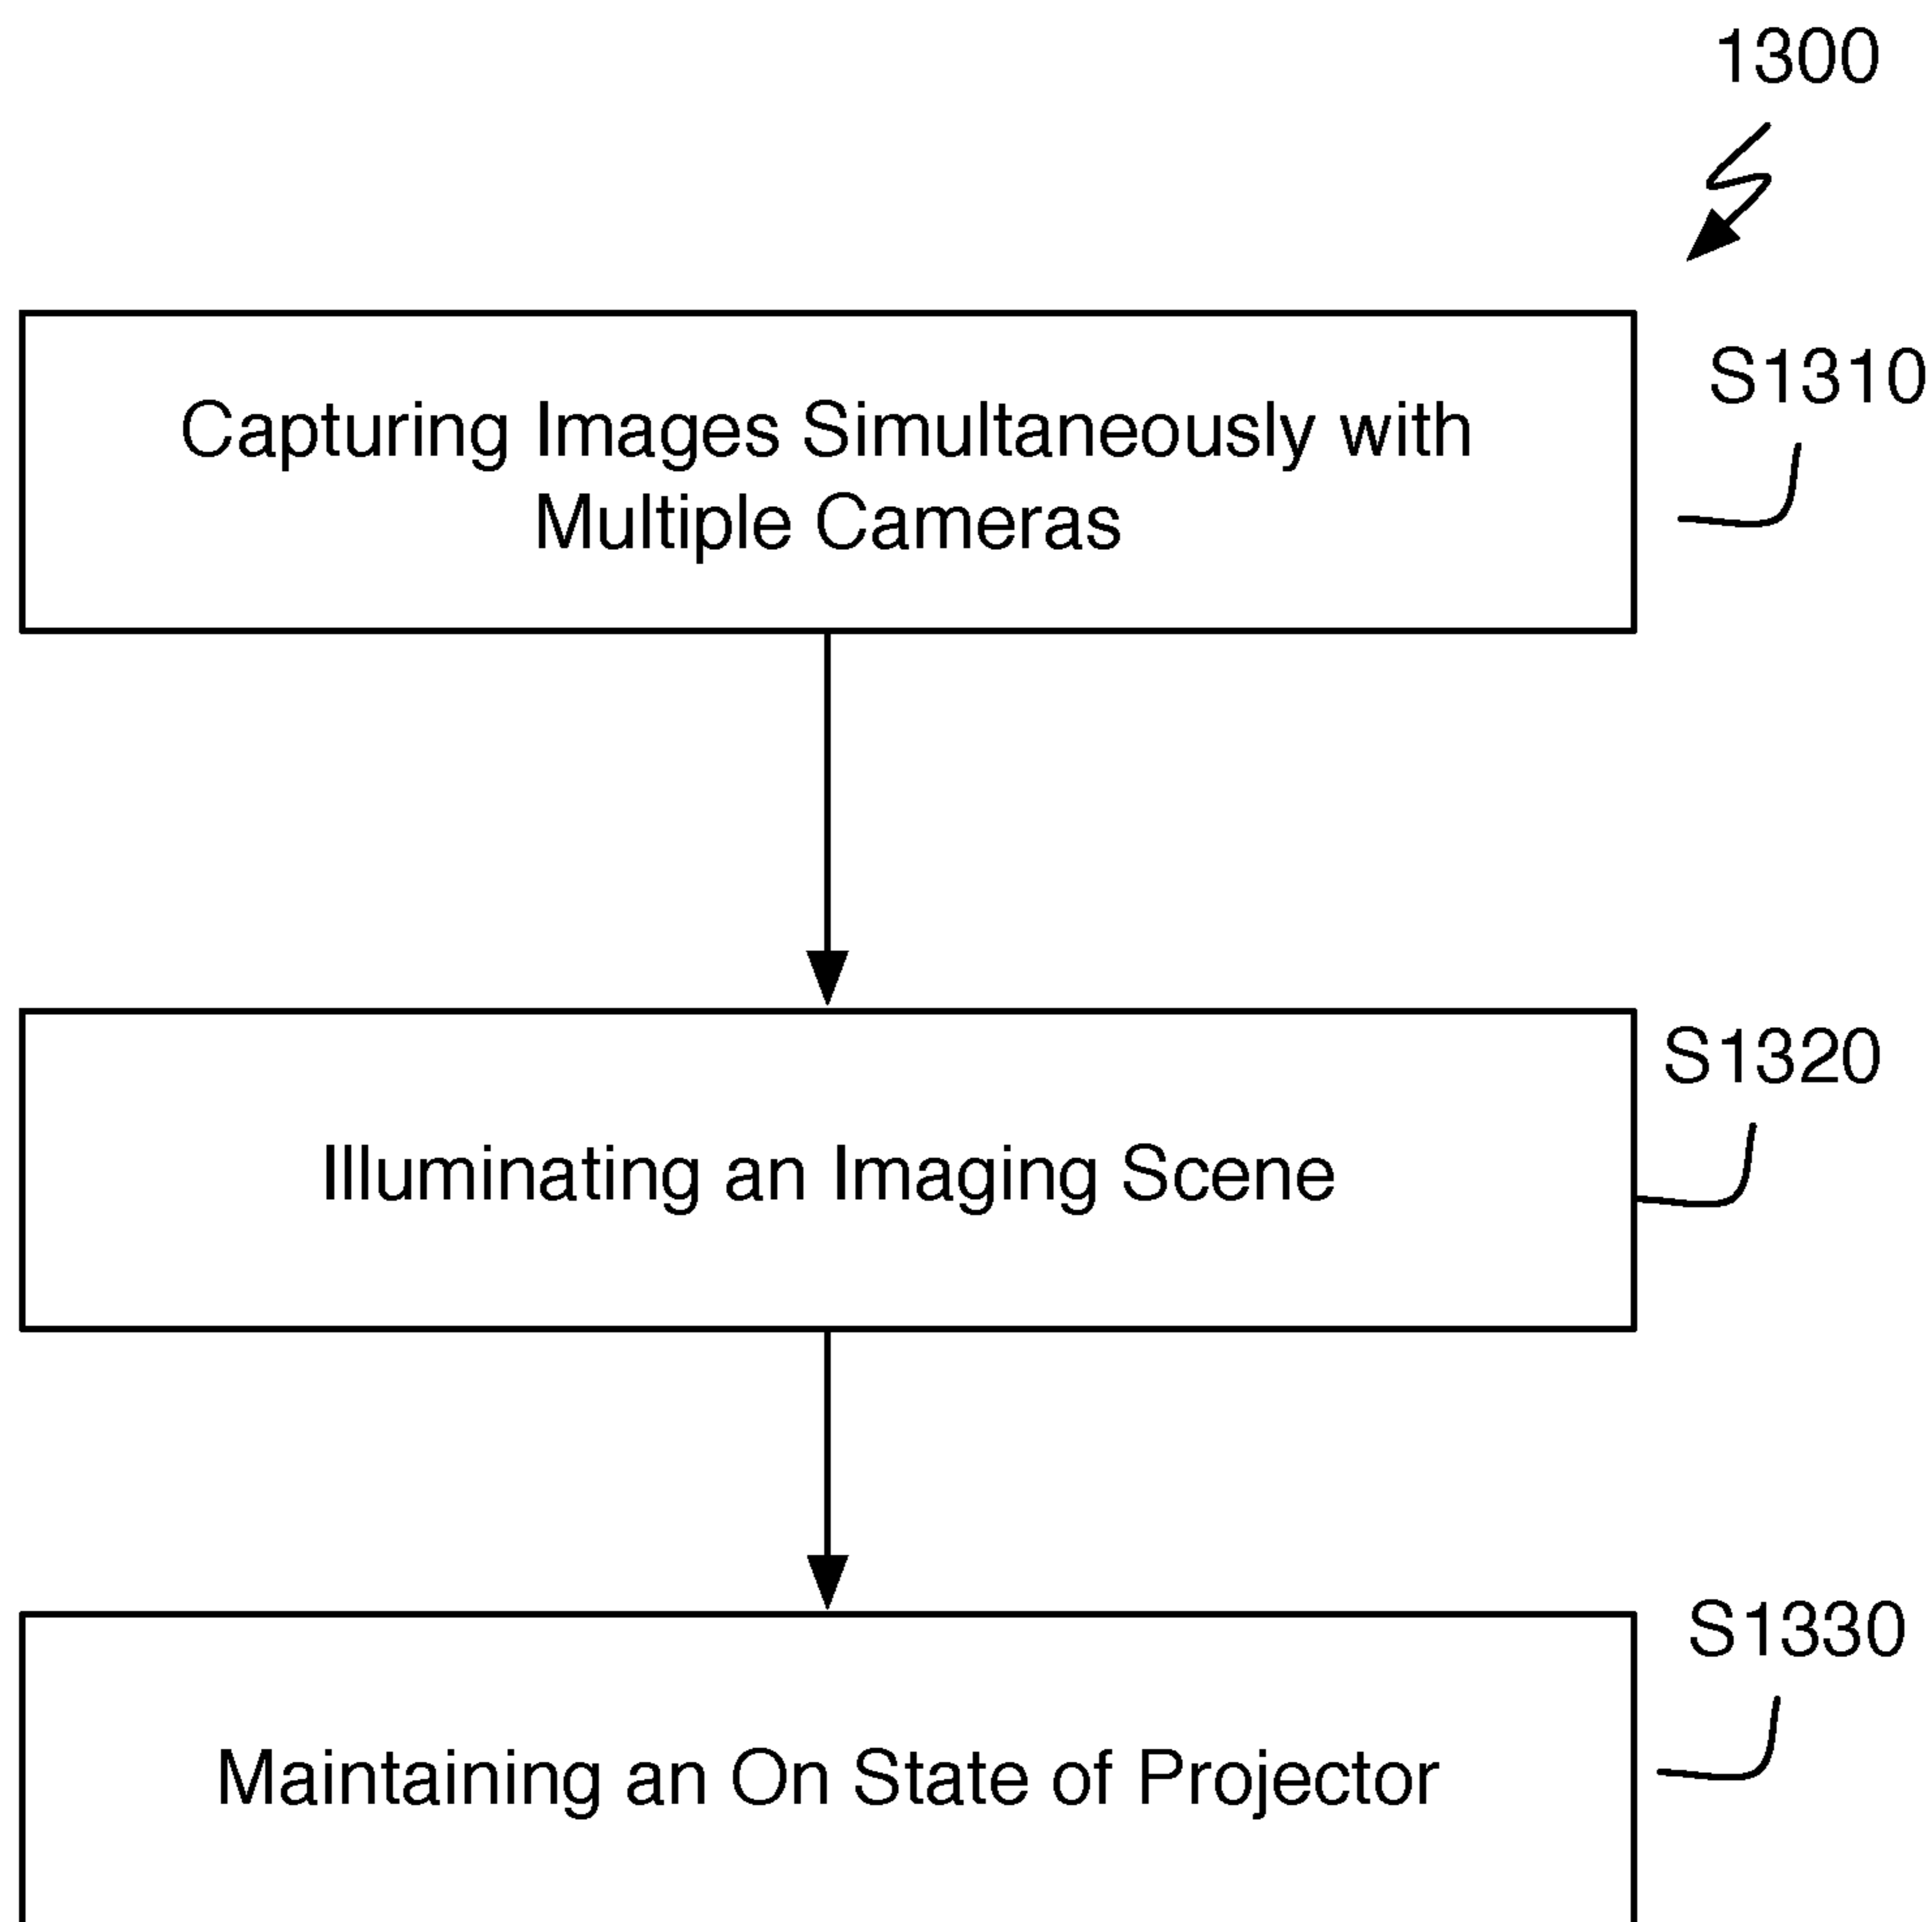 1300
S1310
Capturing Images Simultaneously with
Multiple Cameras
S1320
Illuminating an Imaging Scene
S1330
Maintaining an On State of Projector